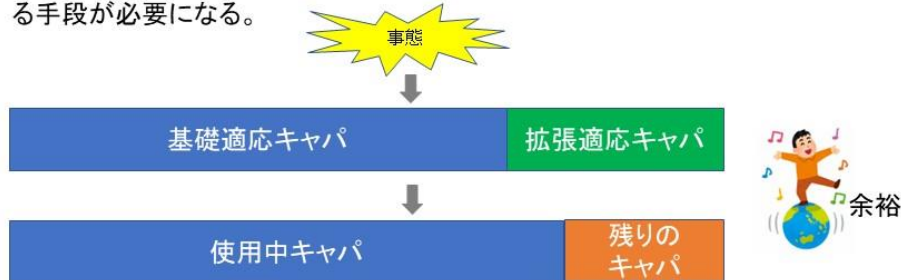 る手段が必要になる。
事態
基礎適応キャパ
拡張適応キャパ
余裕
使用中キャパ
残りの
キャパ